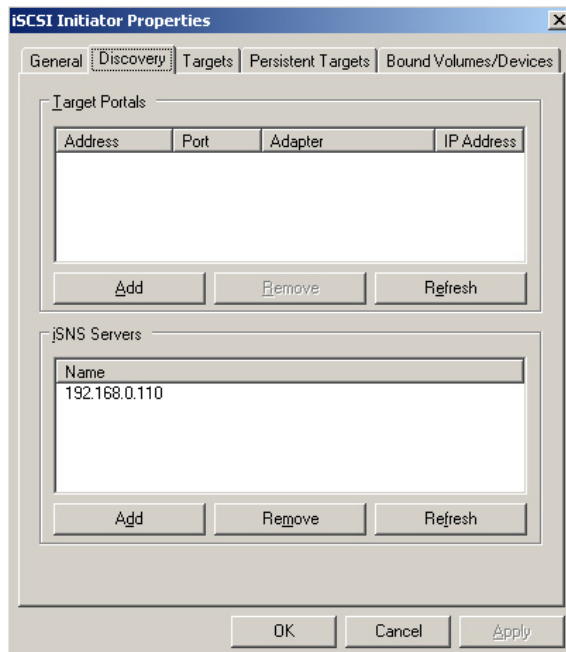 iSCSI Initiator Properties
General Discovery Targets Persistent Targets Bound Volumes/Devices
Target Portals
Address Port Adapter IP Address
Add Remove Refresh
iSNS Servers
Name
192.168.0.110
Add Remove Refresh
OK Cancel Apply